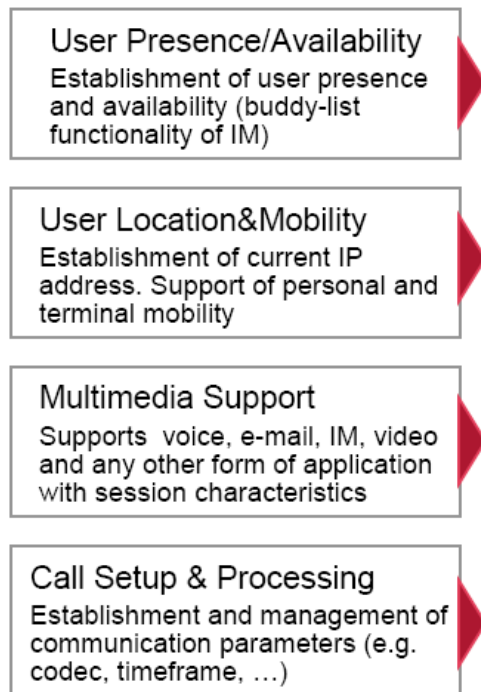 User Presence/Availability
Establishment of user presence
and availability (buddy-list
functionality of IM)
User Location&Mobility
Establishment of current IP
address. Support of personal and
terminal mobility
Multimedia Support
Supports voice, e-mail, IM, video
and any other form of application
with session characteristics
Call Setup & Processing
Establishment and management of
communication parameters (e.g.
codec, timeframe, …)